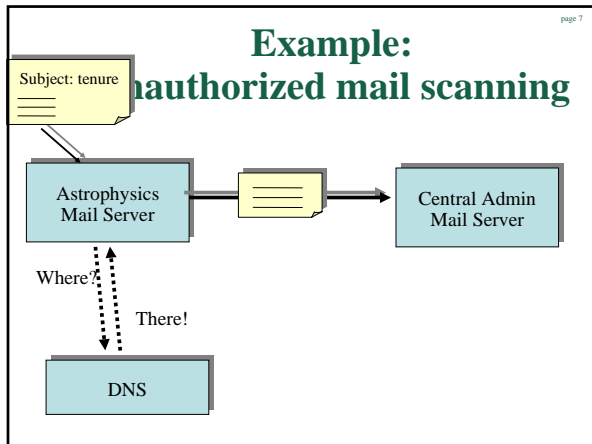 page 7
Example:
nauthorized mail scanning
Subject: tenure
Astrophysics
Mail Server
Central Admin
Mail Server
Where?
There!
DNS